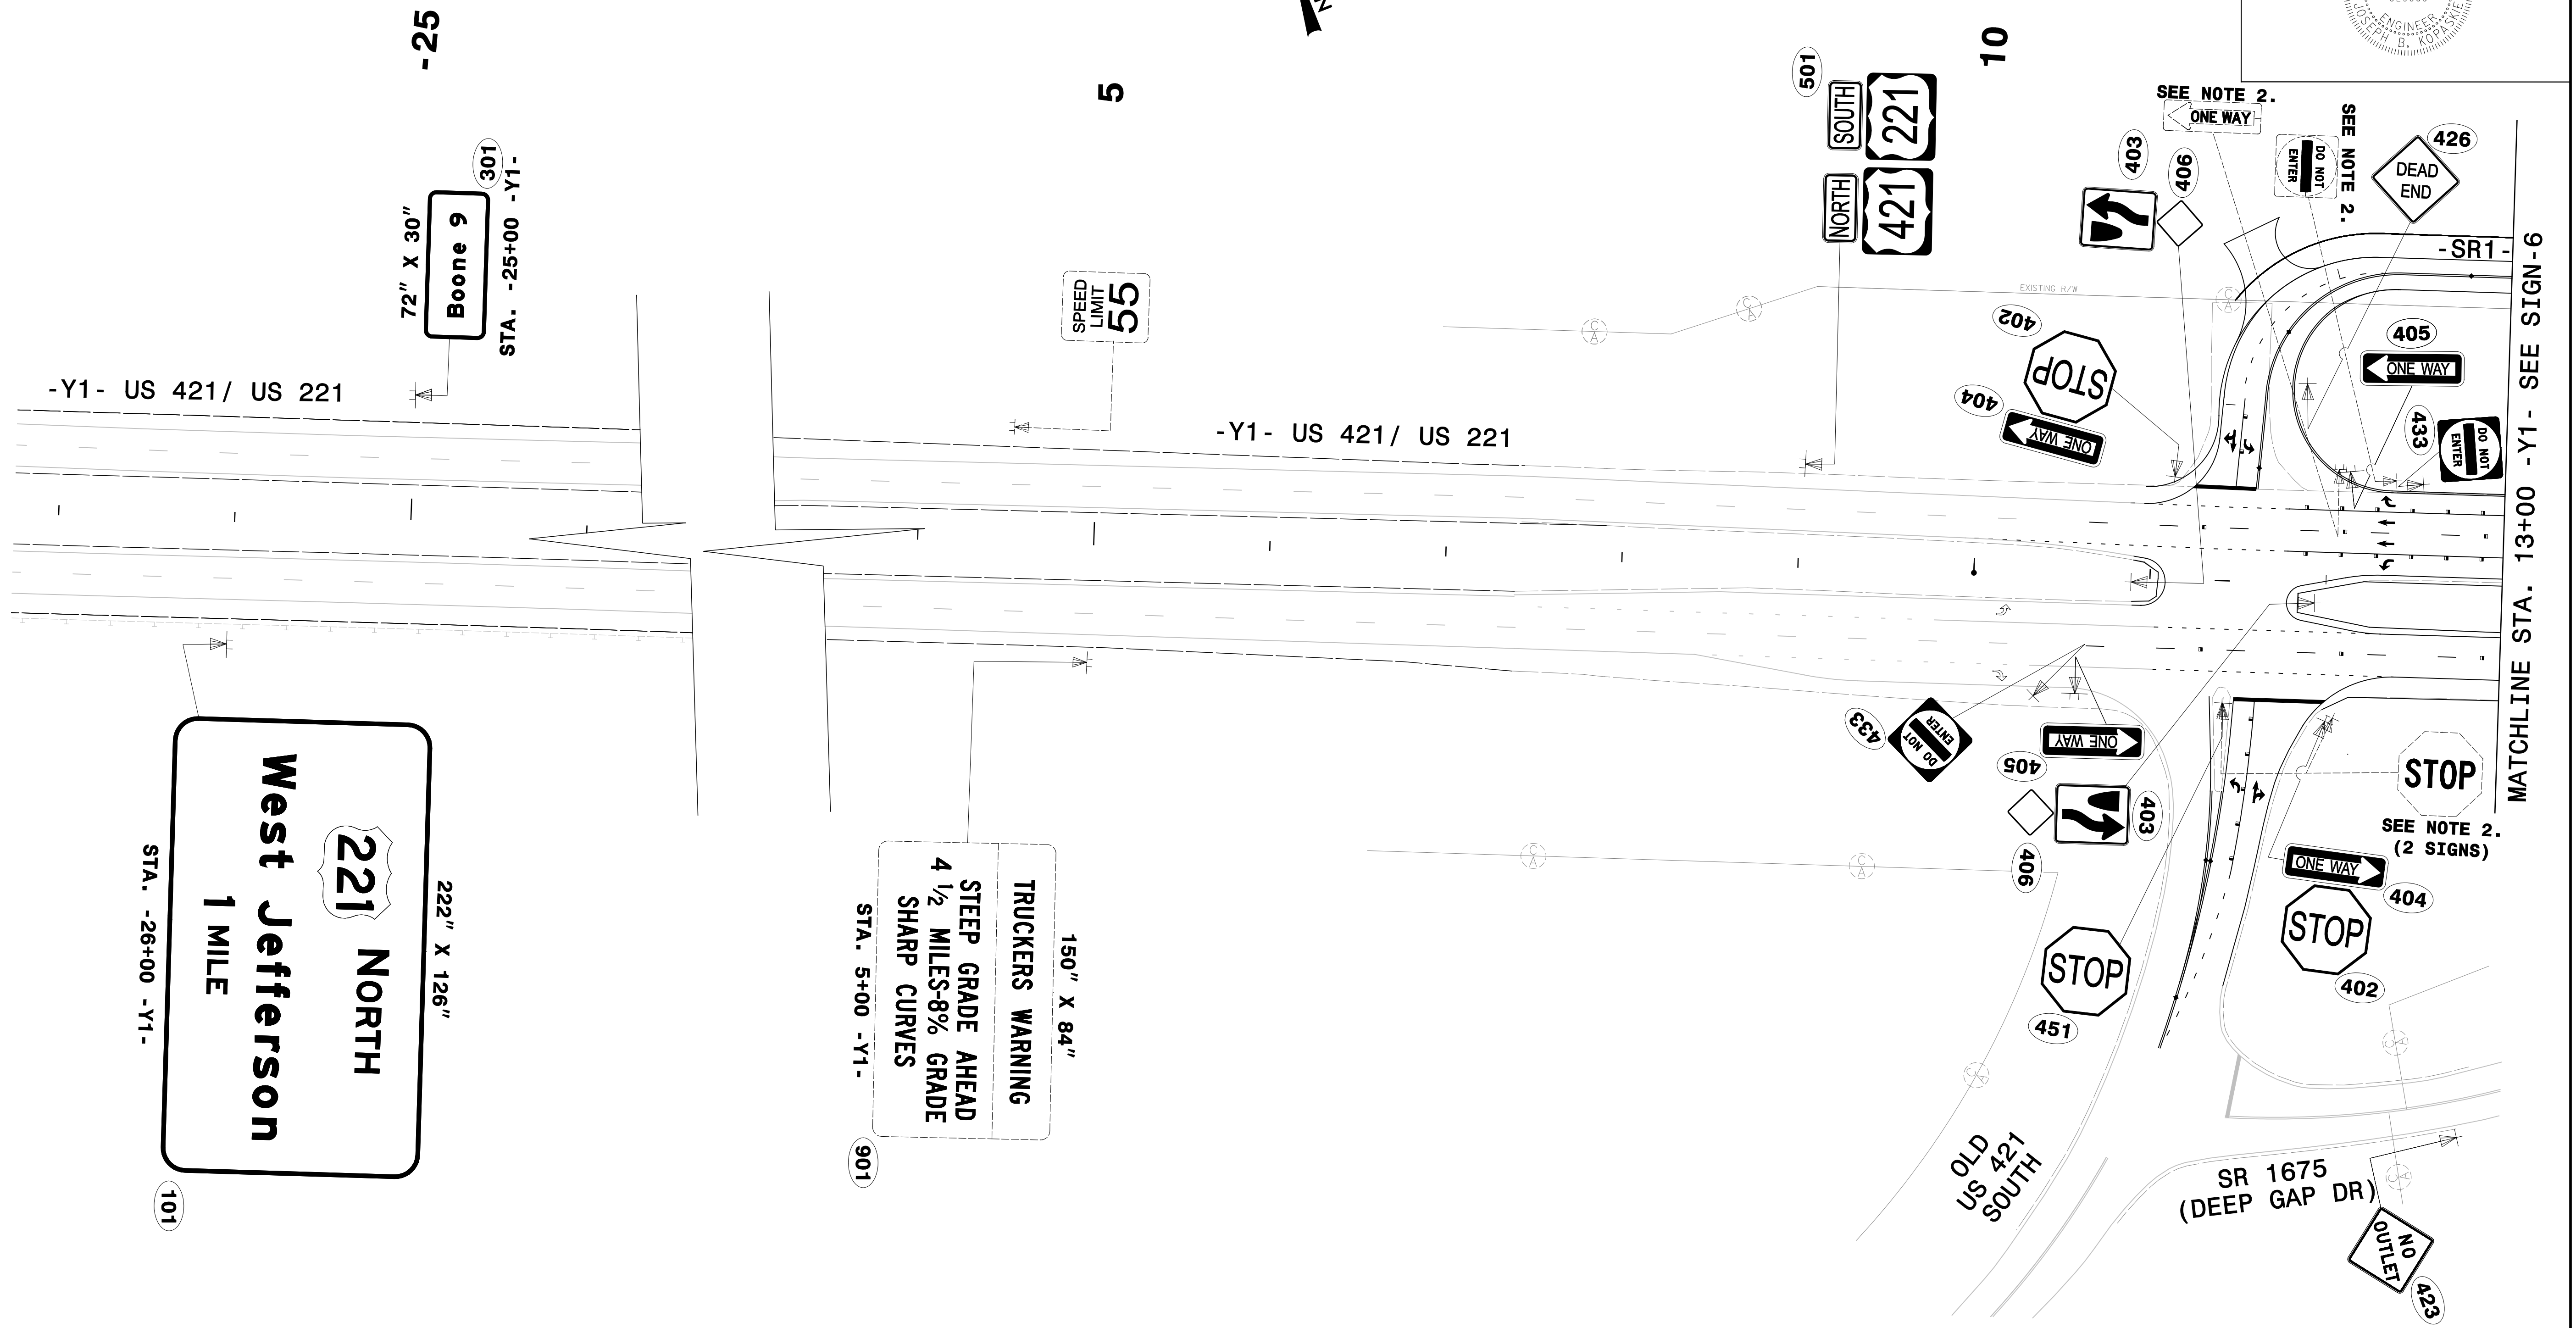 -25
5
10
N
ENGINEER
JOSEPH B. KOPASKIE
301
72" X 30"
Boone 9
STA. -25+00 -Y1-
-Y1- US 421/ US 221
SPEED
LIMIT
55
-Y1- US 421/ US 221
501
SOUTH
221
NORTH
421
SEE NOTE 2.
ONE WAY
403
406
DO NOT
ENTER
SEE NOTE 2.
426
DEAD
END
-SR1-
EXISTING R/W
C
A
C
A
C
A
402
STOP
404
ONE WAY
405
ONE WAY
433
DO NOT
ENTER
MATCHLINE STA. 13+00 -Y1- SEE SIGN-6
222" X 126"
221 NORTH
West Jefferson
1 MILE
STA. -26+00 -Y1-
101
150" X 84"
TRUCKERS WARNING
STEEP GRADE AHEAD
4 ½ MILES-8% GRADE
SHARP CURVES
STA. 5+00 -Y1-
901
433
DO NOT
ENTER
ONE WAY
405
403
406
C
A
C
A
STOP
SEE NOTE 2.
(2 SIGNS)
ONE WAY
404
STOP
402
STOP
451
C
A
C
A
C
A
OLD
US 421
SOUTH
SR 1675
(DEEP GAP DR)
NO
OUTLET
423